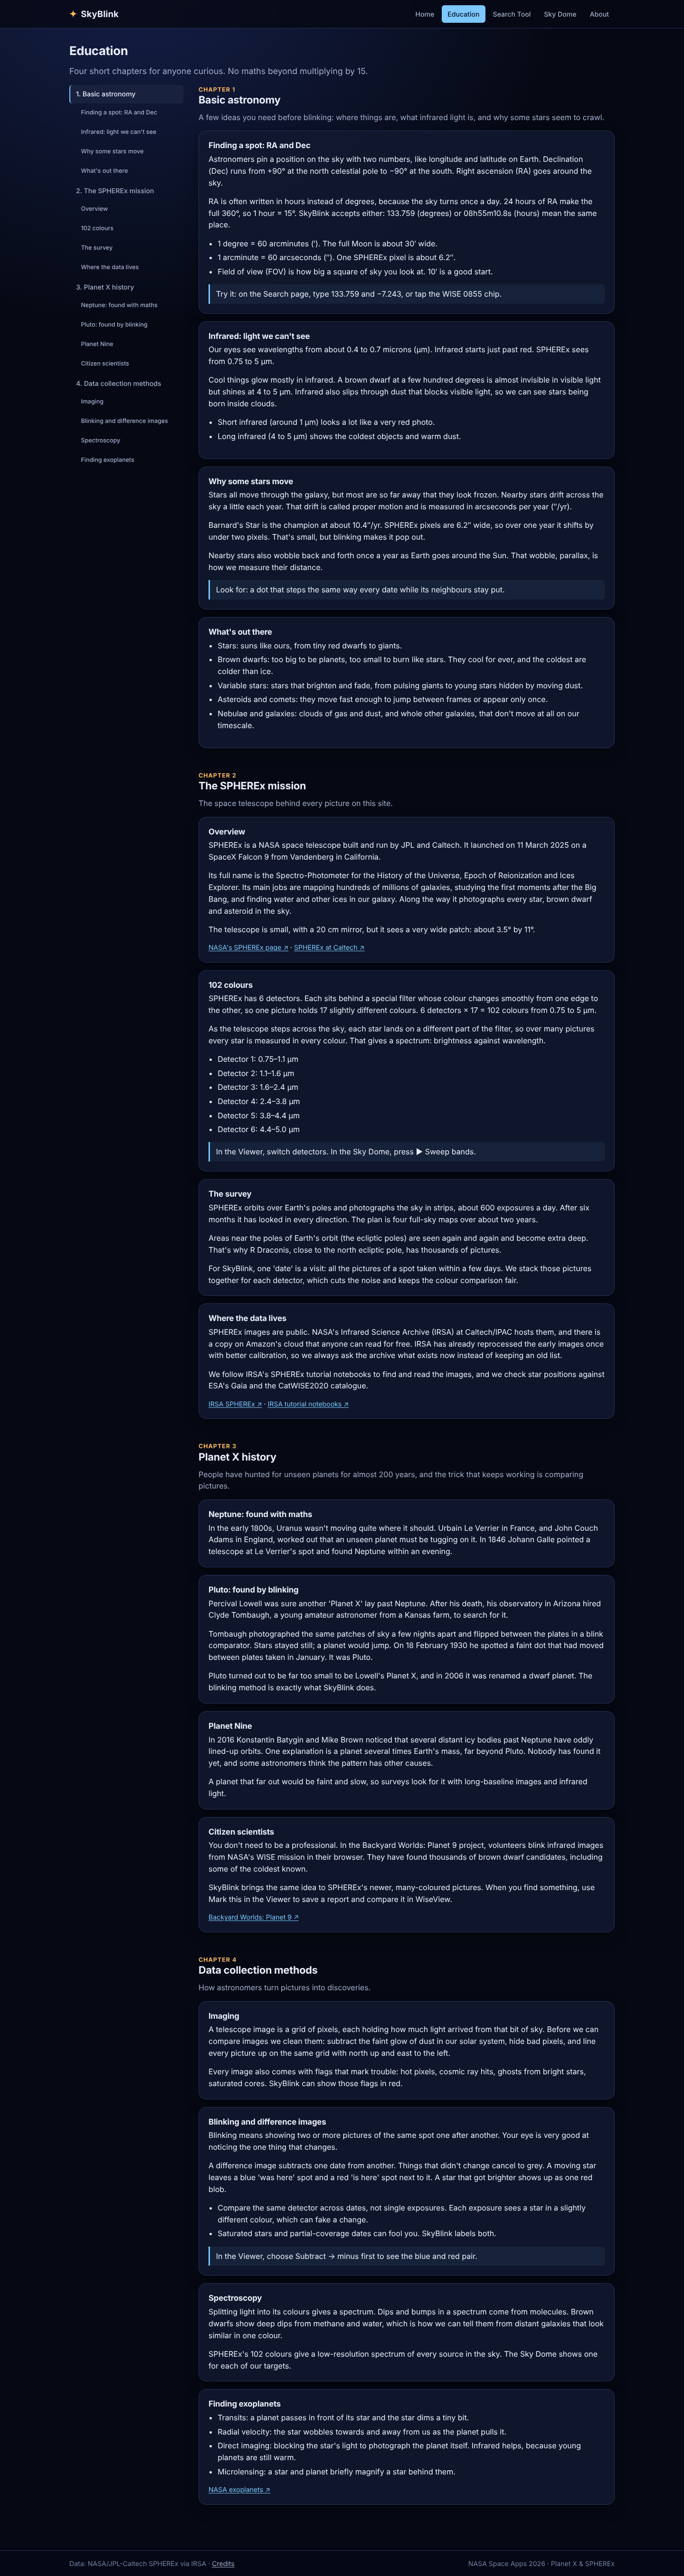 ✦ SkyBlink
Home Education Search Tool Sky Dome About
Education
Four short chapters for anyone curious. No maths beyond multiplying by 15.
1. Basic astronomy
Finding a spot: RA and Dec
Infrared: light we can't see
Why some stars move
What's out there
2. The SPHEREx mission
Overview
102 colours
The survey
Where the data lives
3. Planet X history
Neptune: found with maths
Pluto: found by blinking
Planet Nine
Citizen scientists
4. Data collection methods
Imaging
Blinking and difference images
Spectroscopy
Finding exoplanets
CHAPTER 1
Basic astronomy
A few ideas you need before blinking: where things are, what infrared light is, and why some stars seem to crawl.
Finding a spot: RA and Dec
Astronomers pin a position on the sky with two numbers, like longitude and latitude on Earth. Declination
(Dec) runs from +90° at the north celestial pole to −90° at the south. Right ascension (RA) goes around the
sky.
RA is often written in hours instead of degrees, because the sky turns once a day. 24 hours of RA make the
full 360°, so 1 hour = 15°. SkyBlink accepts either: 133.759 (degrees) or 08h55m10.8s (hours) mean the same
place.
• 1 degree = 60 arcminutes (′). The full Moon is about 30′ wide.
• 1 arcminute = 60 arcseconds (″). One SPHEREx pixel is about 6.2″.
• Field of view (FOV) is how big a square of sky you look at. 10′ is a good start.
Try it: on the Search page, type 133.759 and −7.243, or tap the WISE 0855 chip.
Infrared: light we can't see
Our eyes see wavelengths from about 0.4 to 0.7 microns (µm). Infrared starts just past red. SPHEREx sees
from 0.75 to 5 µm.
Cool things glow mostly in infrared. A brown dwarf at a few hundred degrees is almost invisible in visible light
but shines at 4 to 5 µm. Infrared also slips through dust that blocks visible light, so we can see stars being
born inside clouds.
• Short infrared (around 1 µm) looks a lot like a very red photo.
• Long infrared (4 to 5 µm) shows the coldest objects and warm dust.
Why some stars move
Stars all move through the galaxy, but most are so far away that they look frozen. Nearby stars drift across the
sky a little each year. That drift is called proper motion and is measured in arcseconds per year (″/yr).
Barnard's Star is the champion at about 10.4″/yr. SPHEREx pixels are 6.2″ wide, so over one year it shifts by
under two pixels. That's small, but blinking makes it pop out.
Nearby stars also wobble back and forth once a year as Earth goes around the Sun. That wobble, parallax, is
how we measure their distance.
Look for: a dot that steps the same way every date while its neighbours stay put.
What's out there
• Stars: suns like ours, from tiny red dwarfs to giants.
• Brown dwarfs: too big to be planets, too small to burn like stars. They cool for ever, and the coldest are
colder than ice.
• Variable stars: stars that brighten and fade, from pulsing giants to young stars hidden by moving dust.
• Asteroids and comets: they move fast enough to jump between frames or appear only once.
• Nebulae and galaxies: clouds of gas and dust, and whole other galaxies, that don't move at all on our
timescale.
CHAPTER 2
The SPHEREx mission
The space telescope behind every picture on this site.
Overview
SPHEREx is a NASA space telescope built and run by JPL and Caltech. It launched on 11 March 2025 on a
SpaceX Falcon 9 from Vandenberg in California.
Its full name is the Spectro-Photometer for the History of the Universe, Epoch of Reionization and Ices
Explorer. Its main jobs are mapping hundreds of millions of galaxies, studying the first moments after the Big
Bang, and finding water and other ices in our galaxy. Along the way it photographs every star, brown dwarf
and asteroid in the sky.
The telescope is small, with a 20 cm mirror, but it sees a very wide patch: about 3.5° by 11°.
NASA's SPHEREx page ↗ · SPHEREx at Caltech ↗
102 colours
SPHEREx has 6 detectors. Each sits behind a special filter whose colour changes smoothly from one edge to
the other, so one picture holds 17 slightly different colours. 6 detectors × 17 = 102 colours from 0.75 to 5 µm.
As the telescope steps across the sky, each star lands on a different part of the filter, so over many pictures
every star is measured in every colour. That gives a spectrum: brightness against wavelength.
• Detector 1: 0.75–1.1 µm
• Detector 2: 1.1–1.6 µm
• Detector 3: 1.6–2.4 µm
• Detector 4: 2.4–3.8 µm
• Detector 5: 3.8–4.4 µm
• Detector 6: 4.4–5.0 µm
In the Viewer, switch detectors. In the Sky Dome, press ▶ Sweep bands.
The survey
SPHEREx orbits over Earth's poles and photographs the sky in strips, about 600 exposures a day. After six
months it has looked in every direction. The plan is four full-sky maps over about two years.
Areas near the poles of Earth's orbit (the ecliptic poles) are seen again and again and become extra deep.
That's why R Draconis, close to the north ecliptic pole, has thousands of pictures.
For SkyBlink, one 'date' is a visit: all the pictures of a spot taken within a few days. We stack those pictures
together for each detector, which cuts the noise and keeps the colour comparison fair.
Where the data lives
SPHEREx images are public. NASA's Infrared Science Archive (IRSA) at Caltech/IPAC hosts them, and there is
a copy on Amazon's cloud that anyone can read for free. IRSA has already reprocessed the early images once
with better calibration, so we always ask the archive what exists now instead of keeping an old list.
We follow IRSA's SPHEREx tutorial notebooks to find and read the images, and we check star positions against
ESA's Gaia and the CatWISE2020 catalogue.
IRSA SPHEREx ↗ · IRSA tutorial notebooks ↗
CHAPTER 3
Planet X history
People have hunted for unseen planets for almost 200 years, and the trick that keeps working is comparing
pictures.
Neptune: found with maths
In the early 1800s, Uranus wasn't moving quite where it should. Urbain Le Verrier in France, and John Couch
Adams in England, worked out that an unseen planet must be tugging on it. In 1846 Johann Galle pointed a
telescope at Le Verrier's spot and found Neptune within an evening.
Pluto: found by blinking
Percival Lowell was sure another 'Planet X' lay past Neptune. After his death, his observatory in Arizona hired
Clyde Tombaugh, a young amateur astronomer from a Kansas farm, to search for it.
Tombaugh photographed the same patches of sky a few nights apart and flipped between the plates in a blink
comparator. Stars stayed still; a planet would jump. On 18 February 1930 he spotted a faint dot that had moved
between plates taken in January. It was Pluto.
Pluto turned out to be far too small to be Lowell's Planet X, and in 2006 it was renamed a dwarf planet. The
blinking method is exactly what SkyBlink does.
Planet Nine
In 2016 Konstantin Batygin and Mike Brown noticed that several distant icy bodies past Neptune have oddly
lined-up orbits. One explanation is a planet several times Earth's mass, far beyond Pluto. Nobody has found it
yet, and some astronomers think the pattern has other causes.
A planet that far out would be faint and slow, so surveys look for it with long-baseline images and infrared
light.
Citizen scientists
You don't need to be a professional. In the Backyard Worlds: Planet 9 project, volunteers blink infrared images
from NASA's WISE mission in their browser. They have found thousands of brown dwarf candidates, including
some of the coldest known.
SkyBlink brings the same idea to SPHEREx's newer, many-coloured pictures. When you find something, use
Mark this in the Viewer to save a report and compare it in WiseView.
Backyard Worlds: Planet 9 ↗
CHAPTER 4
Data collection methods
How astronomers turn pictures into discoveries.
Imaging
A telescope image is a grid of pixels, each holding how much light arrived from that bit of sky. Before we can
compare images we clean them: subtract the faint glow of dust in our solar system, hide bad pixels, and line
every picture up on the same grid with north up and east to the left.
Every image also comes with flags that mark trouble: hot pixels, cosmic ray hits, ghosts from bright stars,
saturated cores. SkyBlink can show those flags in red.
Blinking and difference images
Blinking means showing two or more pictures of the same spot one after another. Your eye is very good at
noticing the one thing that changes.
A difference image subtracts one date from another. Things that didn't change cancel to grey. A moving star
leaves a blue 'was here' spot and a red 'is here' spot next to it. A star that got brighter shows up as one red
blob.
• Compare the same detector across dates, not single exposures. Each exposure sees a star in a slightly
different colour, which can fake a change.
• Saturated stars and partial-coverage dates can fool you. SkyBlink labels both.
In the Viewer, choose Subtract → minus first to see the blue and red pair.
Spectroscopy
Splitting light into its colours gives a spectrum. Dips and bumps in a spectrum come from molecules. Brown
dwarfs show deep dips from methane and water, which is how we can tell them from distant galaxies that look
similar in one colour.
SPHEREx's 102 colours give a low-resolution spectrum of every source in the sky. The Sky Dome shows one
for each of our targets.
Finding exoplanets
• Transits: a planet passes in front of its star and the star dims a tiny bit.
• Radial velocity: the star wobbles towards and away from us as the planet pulls it.
• Direct imaging: blocking the star's light to photograph the planet itself. Infrared helps, because young
planets are still warm.
• Microlensing: a star and planet briefly magnify a star behind them.
NASA exoplanets ↗
Data: NASA/JPL-Caltech SPHEREx via IRSA · Credits
NASA Space Apps 2026 · Planet X & SPHEREx